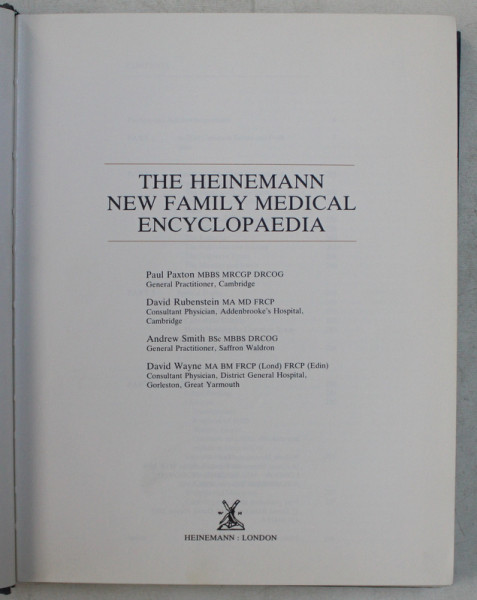 THE HEINEMANN
NEW FAMILY MEDICAL
ENCYCLOPAEDIA
Paul Paxton MBBS MRCGP DRCOG
General Practitioner, Cambridge
David Rubenstein MA MD FRCP
Consultant Physician, Addenbrooke's Hospital,
Cambridge
Andrew Smith BSc MBBS DRCOG
General Practitioner, Saffron Waldron
David Wayne MA BM FRCP (Lond) FRCP (Edin)
Consultant Physician, District General Hospital,
Gorleston, Great Yarmouth
W H
HEINEMANN : LONDON